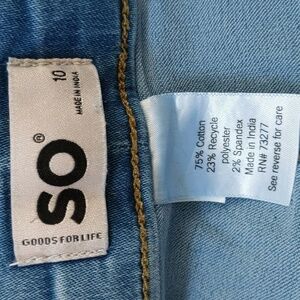 SO®
10
MADE IN INDIA
GOODS FOR LIFE
75% Cotton
23% Recycle
polyester
2% Spandex
Made in India
RN# 73277
See reverse for care